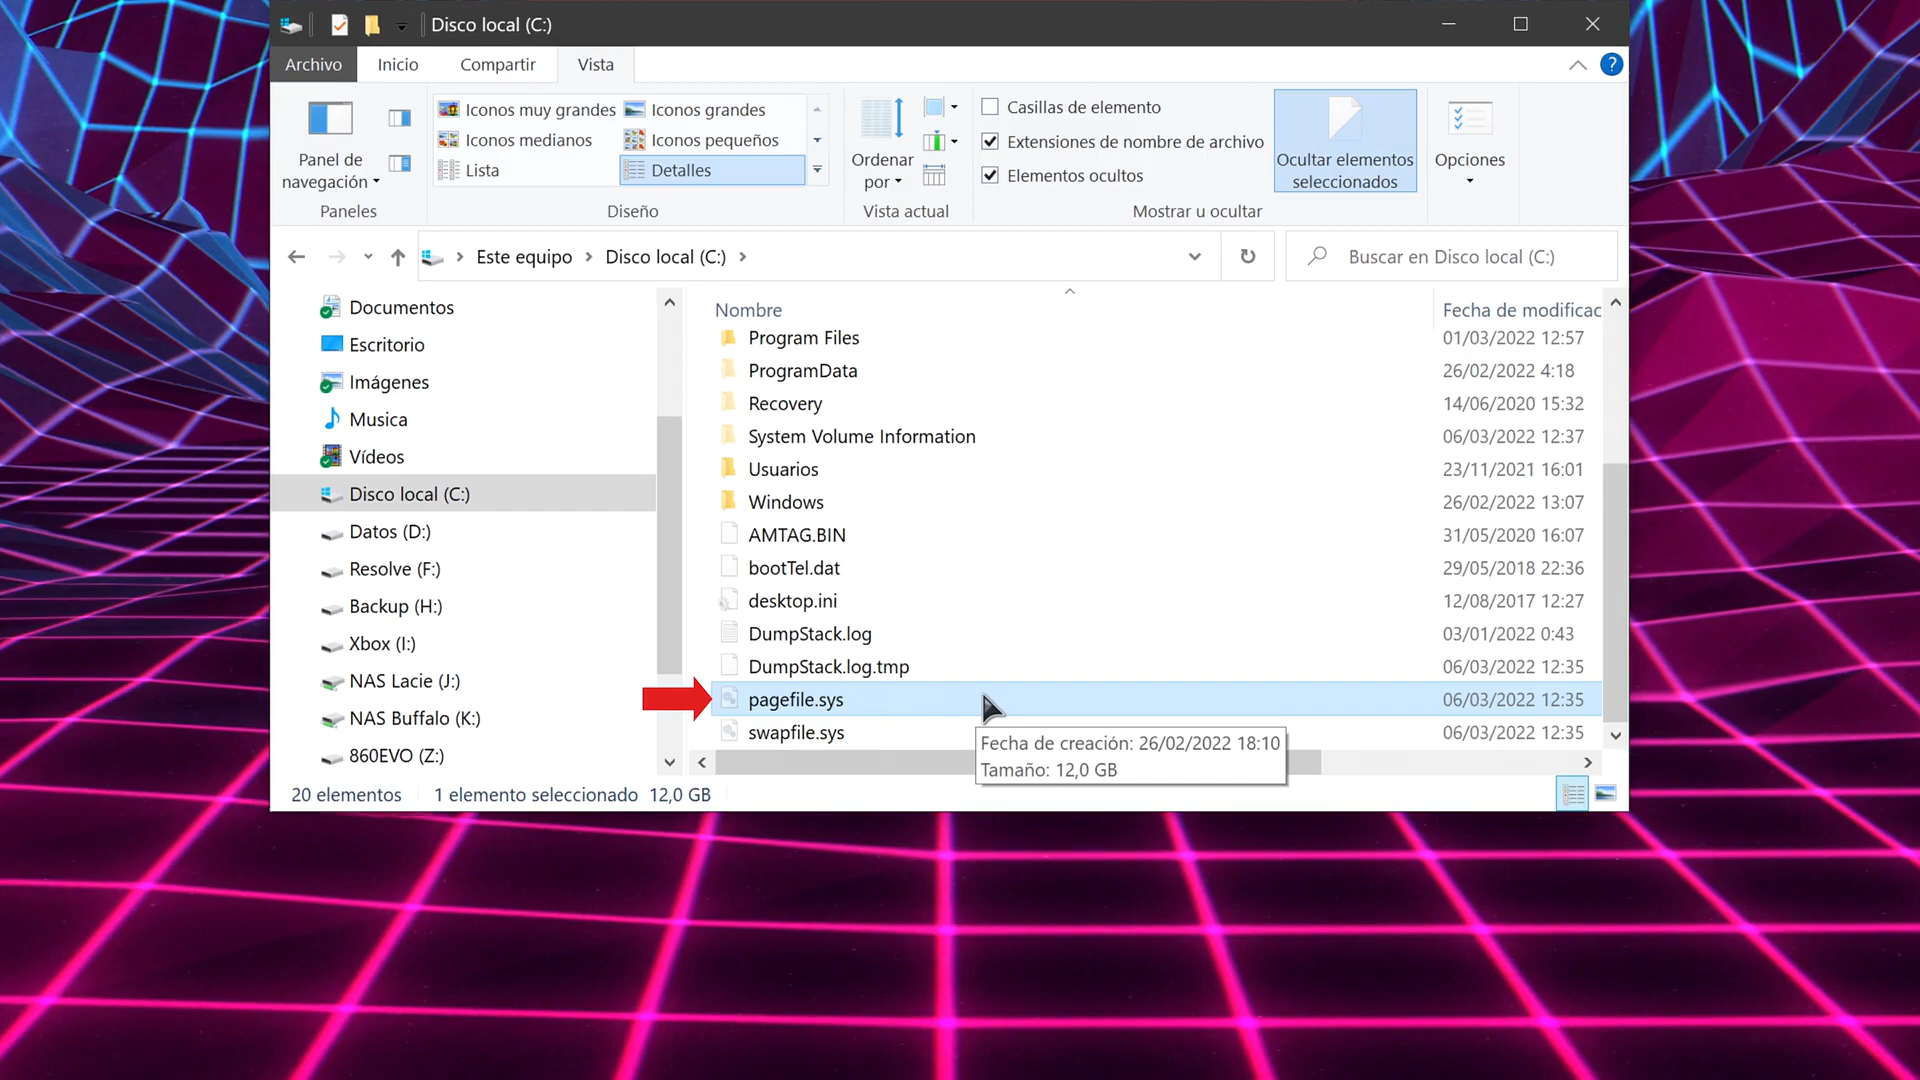 Disco local (C:)
Archivo Inicio Compartir Vista
?
Iconos muy grandes Iconos grandes
Iconos medianos Iconos pequeños
Lista Detalles
Panel de navegación
Ordenar por
Casillas de elemento
Extensiones de nombre de archivo
Elementos ocultos
Ocultar elementos seleccionados
Opciones
Paneles Diseño Vista actual Mostrar u ocultar
Este equipo Disco local (C:)
Buscar en Disco local (C:)
Documentos
Escritorio
Imágenes
Musica
Vídeos
Disco local (C:)
Datos (D:)
Resolve (F:)
Backup (H:)
Xbox (I:)
NAS Lacie (J:)
NAS Buffalo (K:)
860EVO (Z:)
Nombre Fecha de modificac
Program Files 01/03/2022 12:57
ProgramData 26/02/2022 4:18
Recovery 14/06/2020 15:32
System Volume Information 06/03/2022 12:37
Usuarios 23/11/2021 16:01
Windows 26/02/2022 13:07
AMTAG.BIN 31/05/2020 16:07
bootTel.dat 29/05/2018 22:36
desktop.ini 12/08/2017 12:27
DumpStack.log 03/01/2022 0:43
DumpStack.log.tmp 06/03/2022 12:35
pagefile.sys 06/03/2022 12:35
swapfile.sys 06/03/2022 12:35
Fecha de creación: 26/02/2022 18:10
Tamaño: 12,0 GB
20 elementos 1 elemento seleccionado 12,0 GB